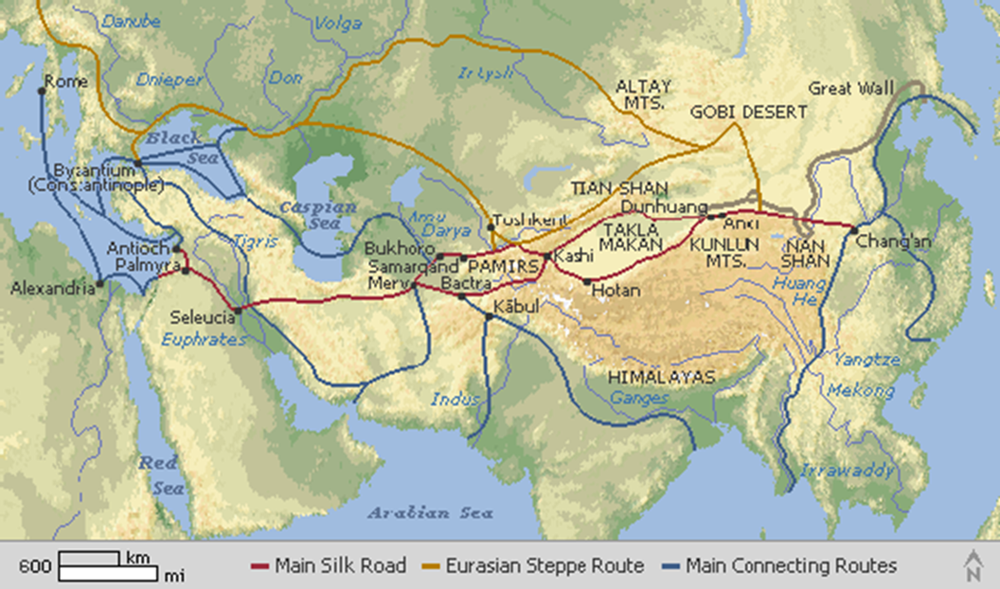 Danube
Volga
Rome
Dnieper
Don
Irtysh
ALTAY
MTS.
Great Wall
GOBI DESERT
Black
Sea
Byzantium
(Constantinople)
TIAN SHAN
Caspian
Sea
Dunhuang
Amu
Darya
Toshkent
Anxi
TAKLA
MAKAN
Tigris
Antioch
Bukhoro
Chang'an
Palmyra
Samarqand
PAMIRS
Kashi
KUNLUN
MTS.
NAN
SHAN
Alexandria
Merv
Bactra
Hotan
Huang
He
Seleucia
Kābul
Euphrates
Yangtze
HIMALAYAS
Indus
Ganges
Mekong
Red
Sea
Irrawaddy
Arabian Sea
600
km
mi
Main Silk Road
Eurasian Steppe Route
Main Connecting Routes
N